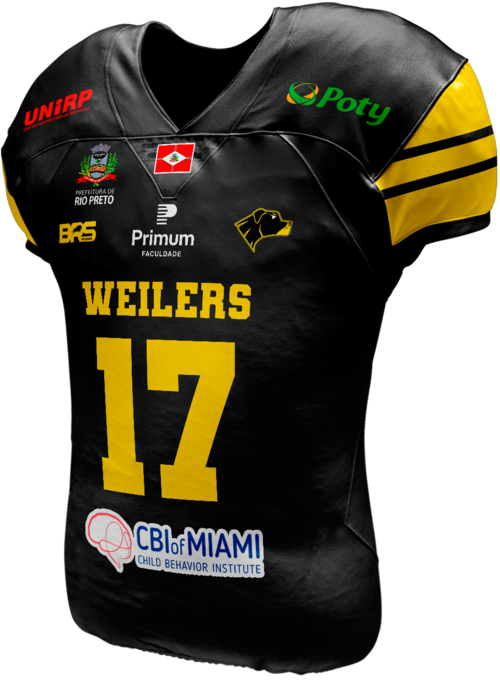 UNIRP
Poty
PREFEITURA DE
RIO PRETO
BRS
Primum
FACULDADE
WEILERS
17
CBI of MIAMI
CHILD BEHAVIOR INSTITUTE